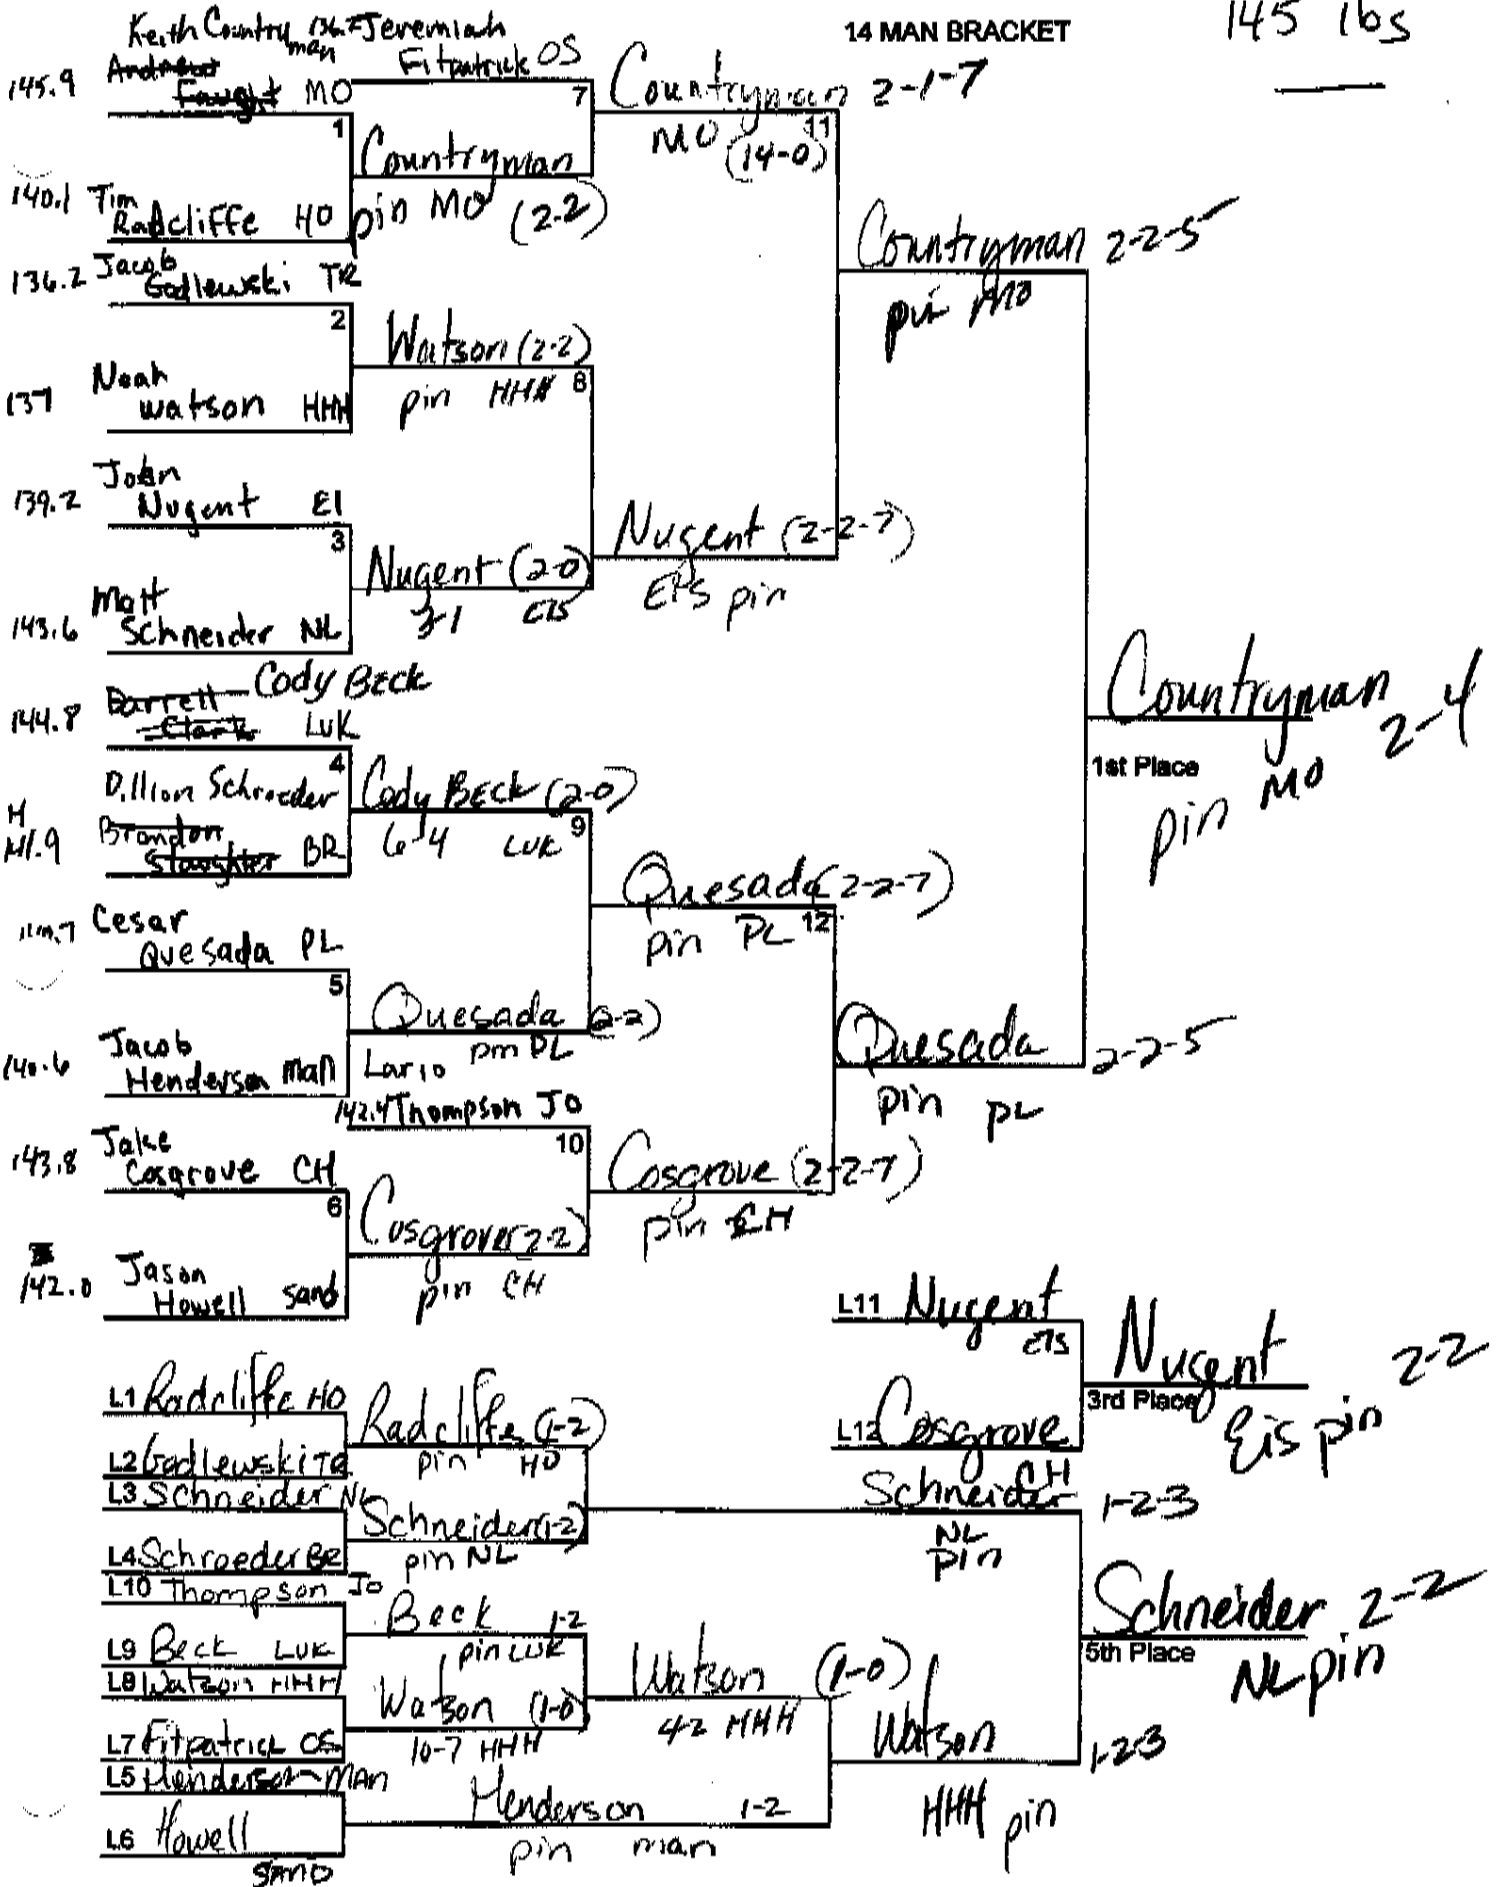 14 MAN BRACKET
145 lbs
Keith Countryman
Jeremiah
Fitpatrick OS
145.9
Faught MO
7
Countryman 2-1-7
MO
11
(14-0)
1
Countryman
pin MO (2-2)
140.1 Tim
Radcliffe HO
Countryman 2-2-5
pin MO
136.2 Jacob
Godlewski TR
2
Watson (2-2)
pin HHH
8
137 Noah
Watson HHH
139.2 John
Nugent EI
3
Nugent (2-2-7)
EIS pin
Nugent (2-0)
EIS
143.6 Matt
Schneider NL
Cody Beck
144.8 Barrett
Clark LUK
Countryman 2-4
1st Place
pin MO
4
Dillion Schroeder
Cody Beck (2-0)
6-4 LUK
9
Brandon
Slaughter BR
Quesada (2-2-7)
pin PL
12
Cesar
Quesada PL
5
Quesada (2-2)
pin PL
140.6 Jacob
Henderson man
Lario
Quesada 2-2-5
pin PL
142.4 Thompson JO
10
143.8 Jake
Cosgrove CH
Cosgrove (2-2-7)
pin CH
6
Cosgrove (2-2)
pin CH
142.0 Jason
Howell Sand
L11 Nugent
EIS
Nugent 2-2
3rd Place
Eis pin
L12 Cosgrove
CH
L1 Radcliffe HO
Radcliffe (1-2)
pin HO
L2 Godlewski TR
L3 Schneider NL
Schneider 1-2-3
NL
pin
Schneider (1-2)
pin NL
L4 Schroeder BR
L10 Thompson JO
Beck 1-2
pin LUK
L9 Beck LUK
Schneider 2-2
5th Place
NL pin
L8 Watson HHH
Watson (1-0)
10-7 HHH
Watson (1-0)
4-2 HHH
L7 Fitpatrick OS
Watson 1-2-3
HHH pin
L5 Henderson MAN
Henderson 1-2
pin man
L6 Howell
SAND